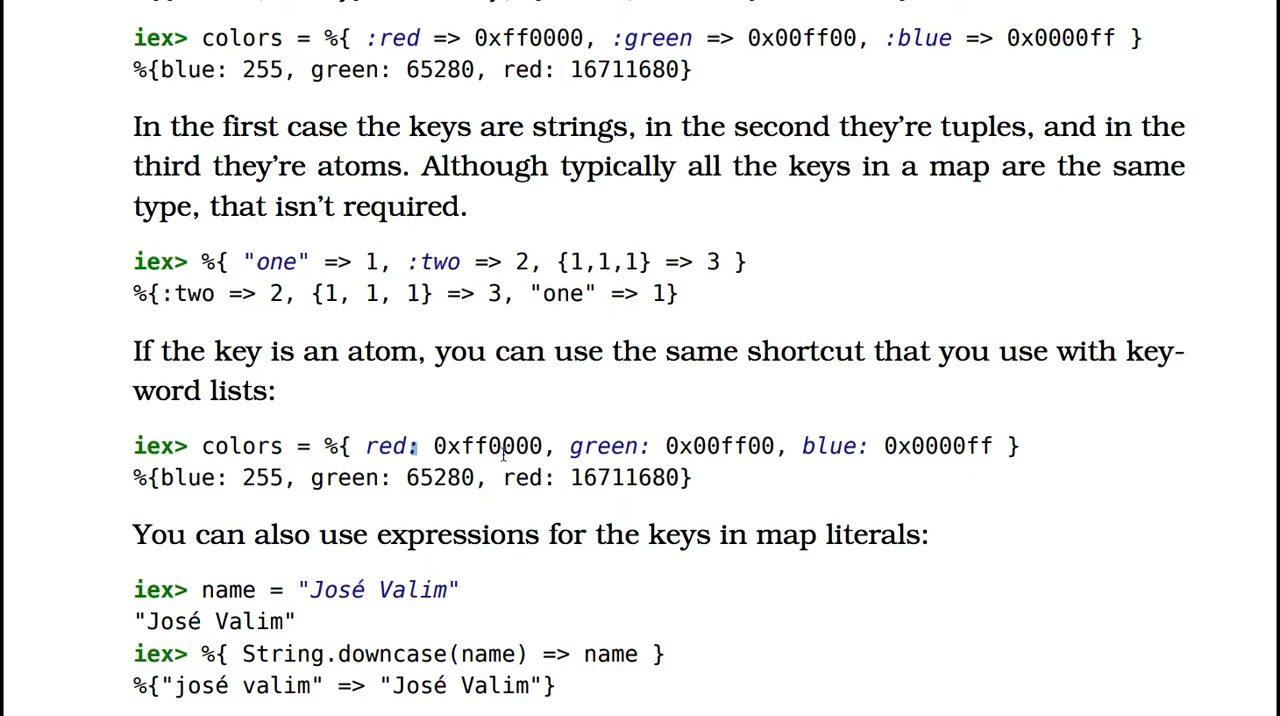 iex> colors = %{ :red => 0xff0000, :green => 0x00ff00, :blue => 0x0000ff }
%{blue: 255, green: 65280, red: 16711680}
In the first case the keys are strings, in the second they’re tuples, and in the
third they’re atoms. Although typically all the keys in a map are the same
type, that isn’t required.
iex> %{ "one" => 1, :two => 2, {1,1,1} => 3 }
%{:two => 2, {1, 1, 1} => 3, "one" => 1}
If the key is an atom, you can use the same shortcut that you use with key-
word lists:
iex> colors = %{ red: 0xff0000, green: 0x00ff00, blue: 0x0000ff }
%{blue: 255, green: 65280, red: 16711680}
You can also use expressions for the keys in map literals:
iex> name = "José Valim"
"José Valim"
iex> %{ String.downcase(name) => name }
%{"josé valim" => "José Valim"}